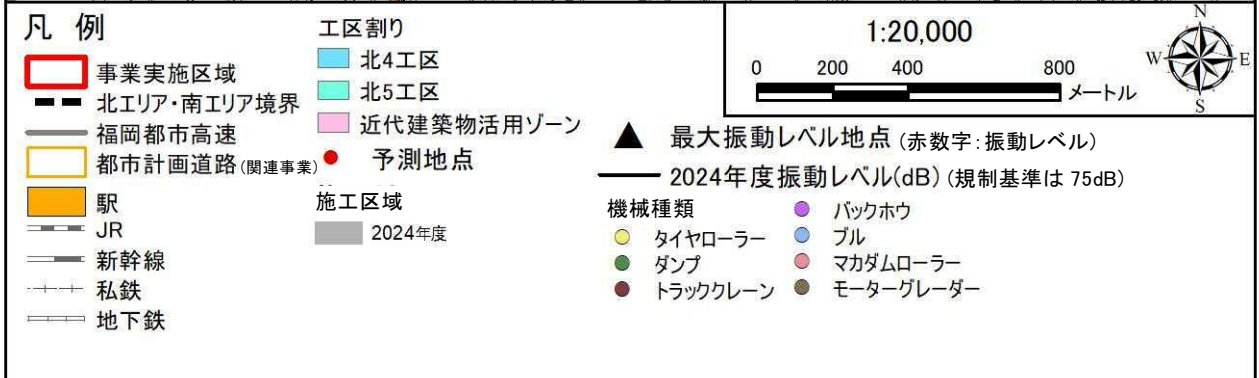 凡 例
事業実施区域
北エリア・南エリア境界
福岡都市高速
都市計画道路(関連事業)
駅
JR
新幹線
私鉄
地下鉄
工区割り
北4工区
北5工区
近代建築物活用ゾーン
予測地点
施工区域
2024年度
1:20,000
0 200 400 800
メートル
N
W E
S
▲ 最大振動レベル地点 (赤数字:振動レベル)
2024年度振動レベル(dB) (規制基準は 75dB)
機械種類
タイヤローラー
ダンプ
トラッククレーン
バックホウ
ブル
マカダムローラー
モーターグレーダー